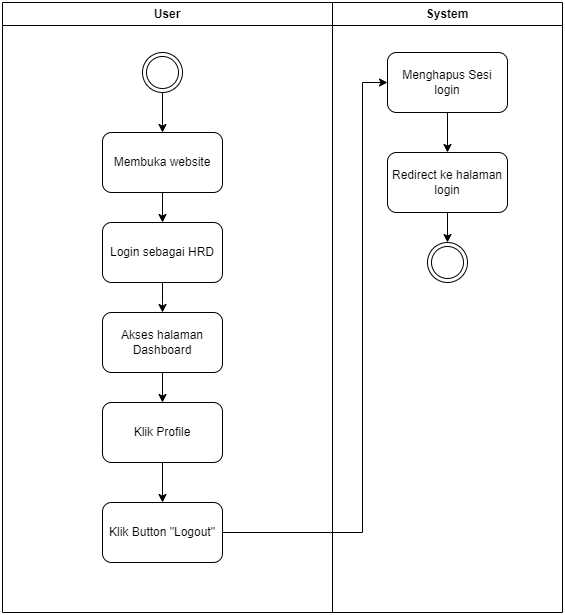 User
System
Membuka website
Login sebagai HRD
Akses halaman
Dashboard
Klik Profile
Klik Button "Logout"
Menghapus Sesi
login
Redirect ke halaman
login